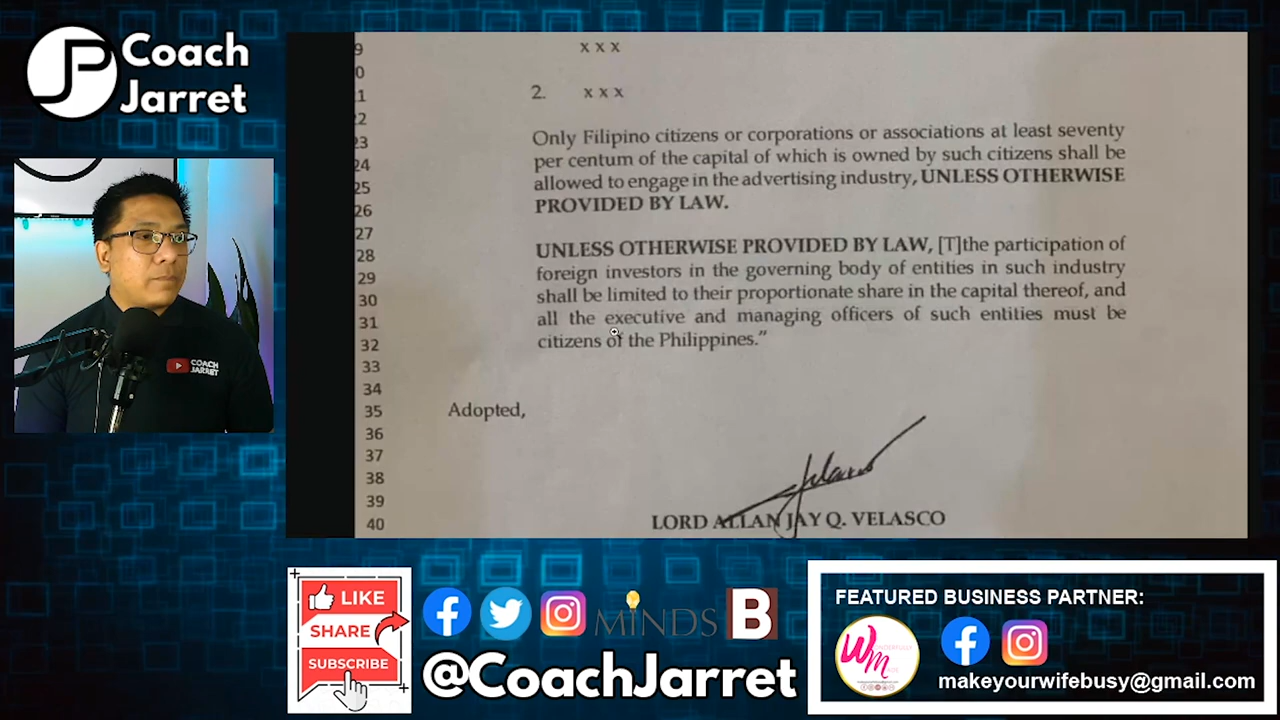 Coach
Jarret
9
0
1
22
23
24
25
26
27
28
29
30
31
32
33
34
35
36
37
38
39
40
x x x
2. x x x
Only Filipino citizens or corporations or associations at least seventy
per centum of the capital of which is owned by such citizens shall be
allowed to engage in the advertising industry, UNLESS OTHERWISE
PROVIDED BY LAW.
UNLESS OTHERWISE PROVIDED BY LAW, [T]the participation of
foreign investors in the governing body of entities in such industry
shall be limited to their proportionate share in the capital thereof, and
all the executive and managing officers of such entities must be
citizens of the Philippines."
Adopted,
LORD ALLAN JAY Q. VELASCO
COACH
JARRET
LIKE
SHARE
SUBSCRIBE
MINDS B
@CoachJarret
FEATURED BUSINESS PARTNER:
WM
makeyourwifebusy@gmail.com